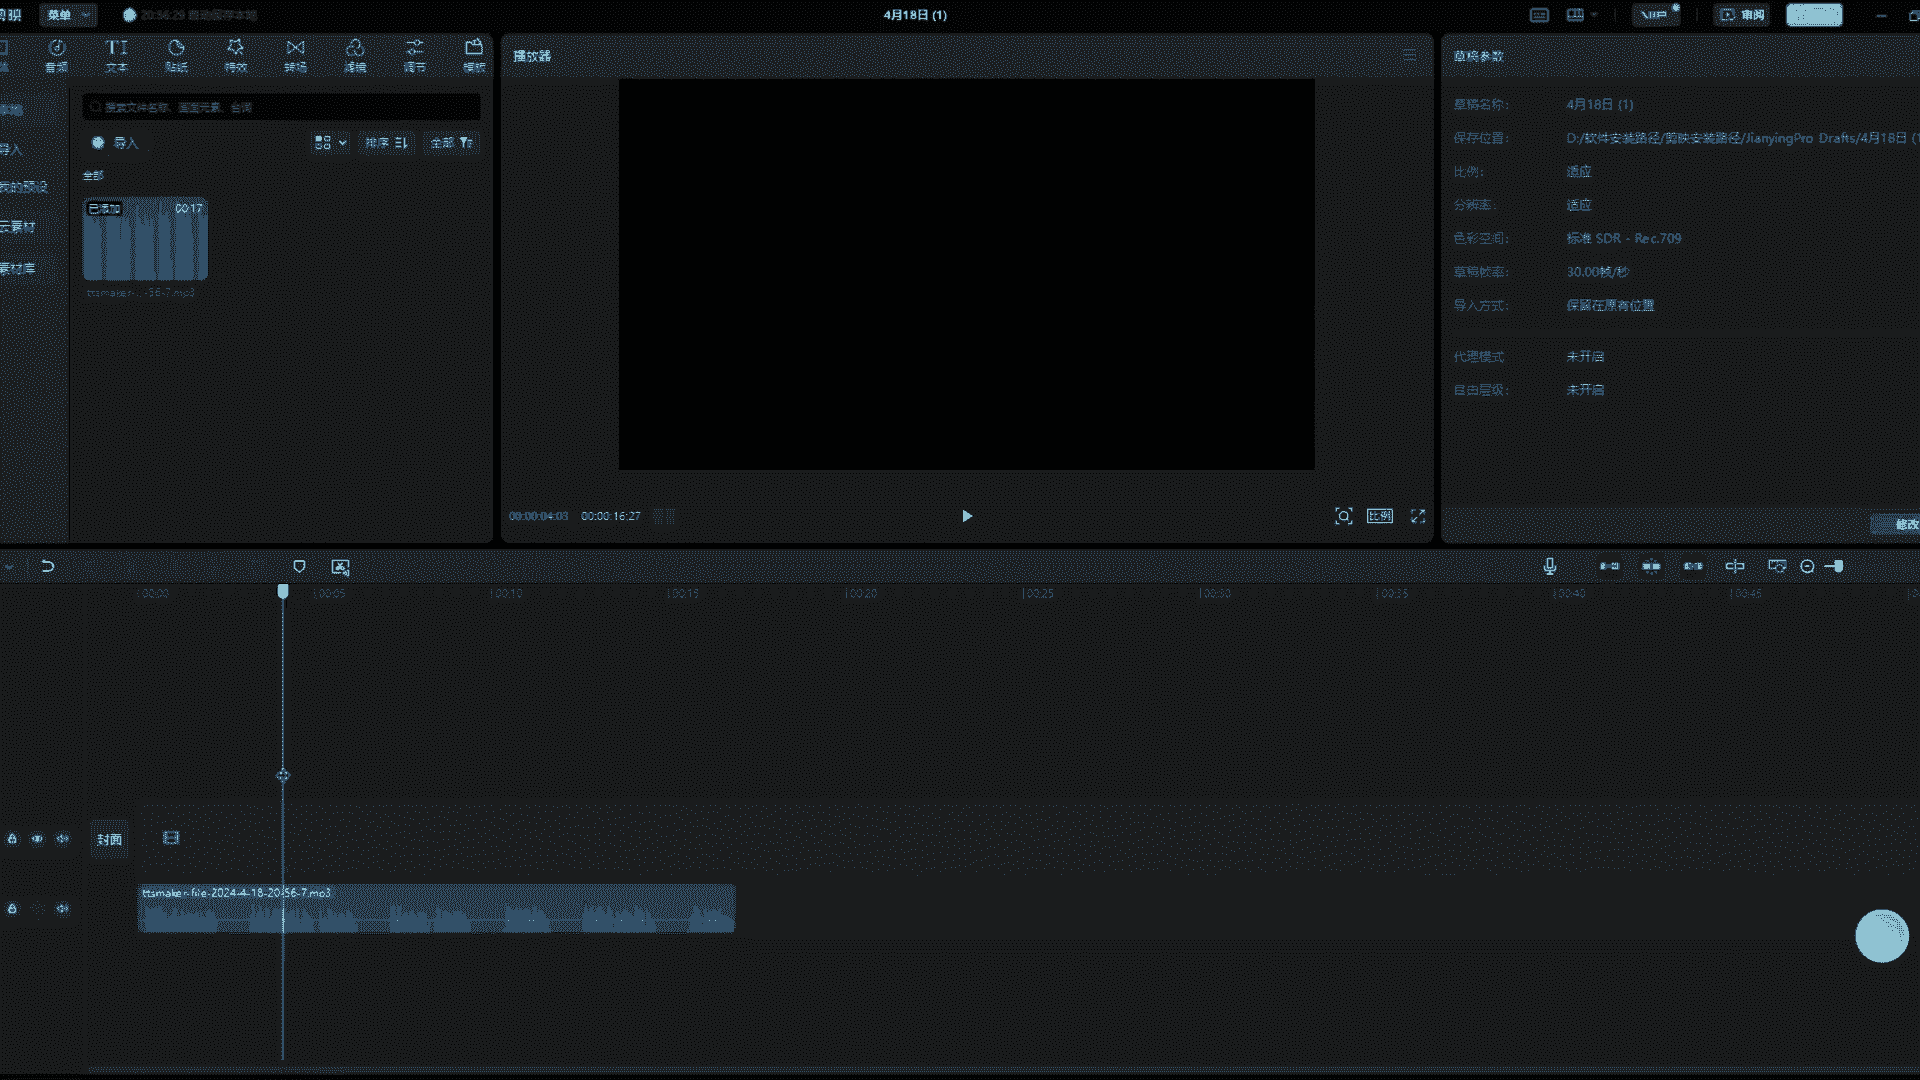 菜单
20:56:29 自动保存本地
4月18日 (1)
VIP
审阅
音频
文本
贴纸
特效
转场
滤镜
调节
模板
导入
我的预设
云素材
素材库
搜索文件名称、画面元素、台词
导入
排序
全部
全部
已添加
00:17
ttsmaker-...-56-7.mp3
播放器
00:00:04:03
00:00:16:27
比例
草稿参数
草稿名称:
4月18日 (1)
保存位置:
D:/软件安装路径/剪映安装路径/JianyingPro Drafts/4月18日 (1
比例:
适应
分辨率:
适应
色彩空间:
标准 SDR - Rec.709
草稿帧率:
30.00帧/秒
导入方式:
保留在原有位置
代理模式
未开启
自由层级:
未开启
修改
00:00
00:05
00:10
00:15
00:20
00:25
00:30
00:35
00:40
00:45
封面
ttsmaker-file-2024-4-18-20-56-7.mp3